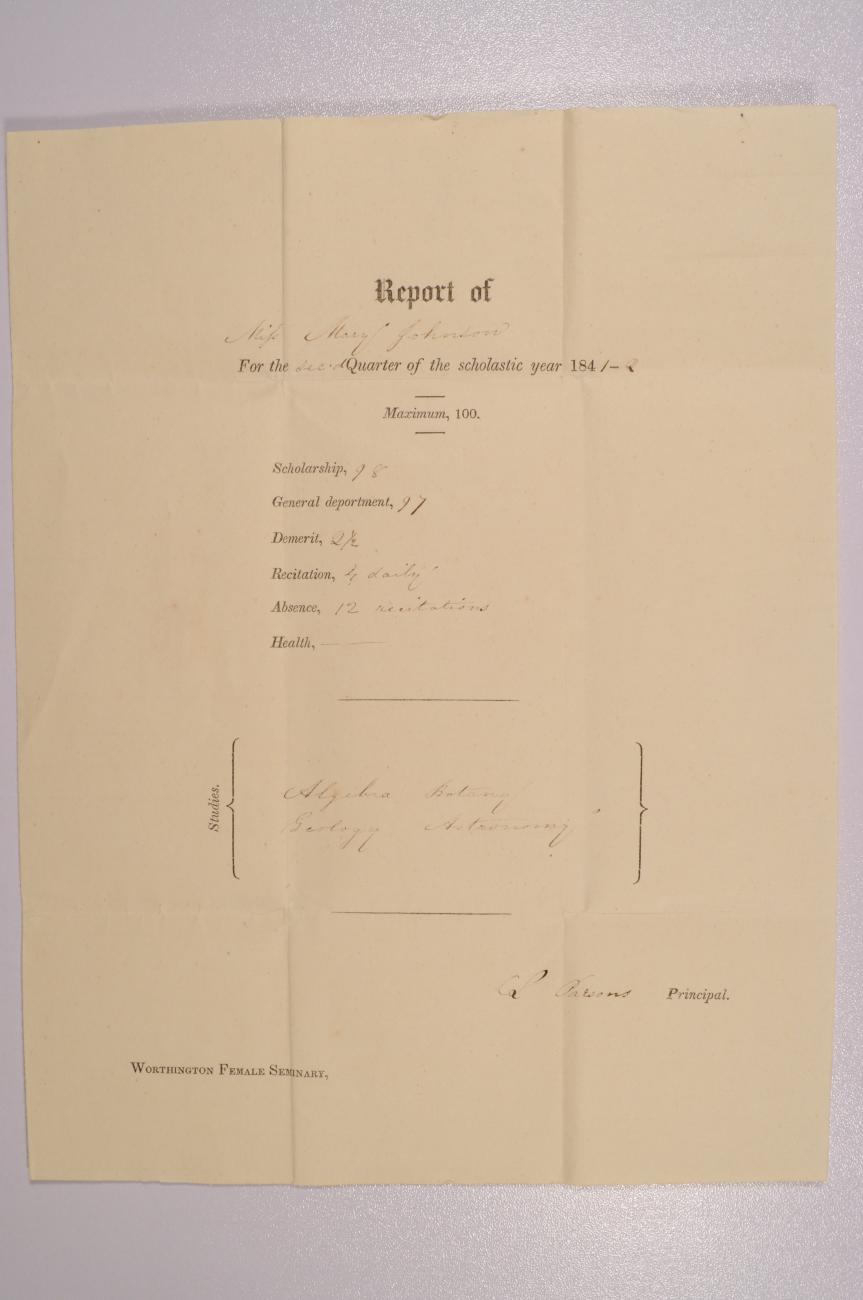 Report of
Miss Mary Johnson
For the sec.d Quarter of the scholastic year 1841-2
Maximum, 100.
Scholarship, 98
General deportment, 97
Demerit, 2½
Recitation, 4 daily
Absence, 12 recitations
Health, —
Studies.
Algebra Botany
Geology Astronomy
Parsons Principal.
Worthington Female Seminary,